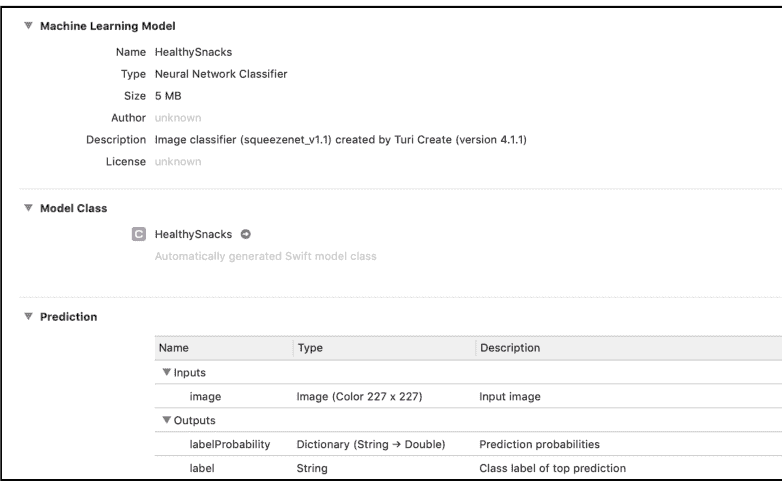 Machine Learning Model
Name HealthySnacks
Type Neural Network Classifier
Size 5 MB
Author unknown
Description Image classifier (squeezenet_v1.1) created by Turi Create (version 4.1.1)
License unknown
Model Class
C HealthySnacks
Automatically generated Swift model class
Prediction
Name Type Description
Inputs
image Image (Color 227 x 227) Input image
Outputs
labelProbability Dictionary (String → Double) Prediction probabilities
label String Class label of top prediction